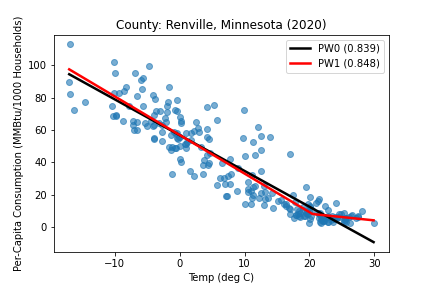 County: Renville, Minnesota (2020)
PW0 (0.839)
PW1 (0.848)
Per-Capita Consumption (MMBtu/1000 Households)
100
80
60
40
20
0
−10 0 10 20 30
Temp (deg C)